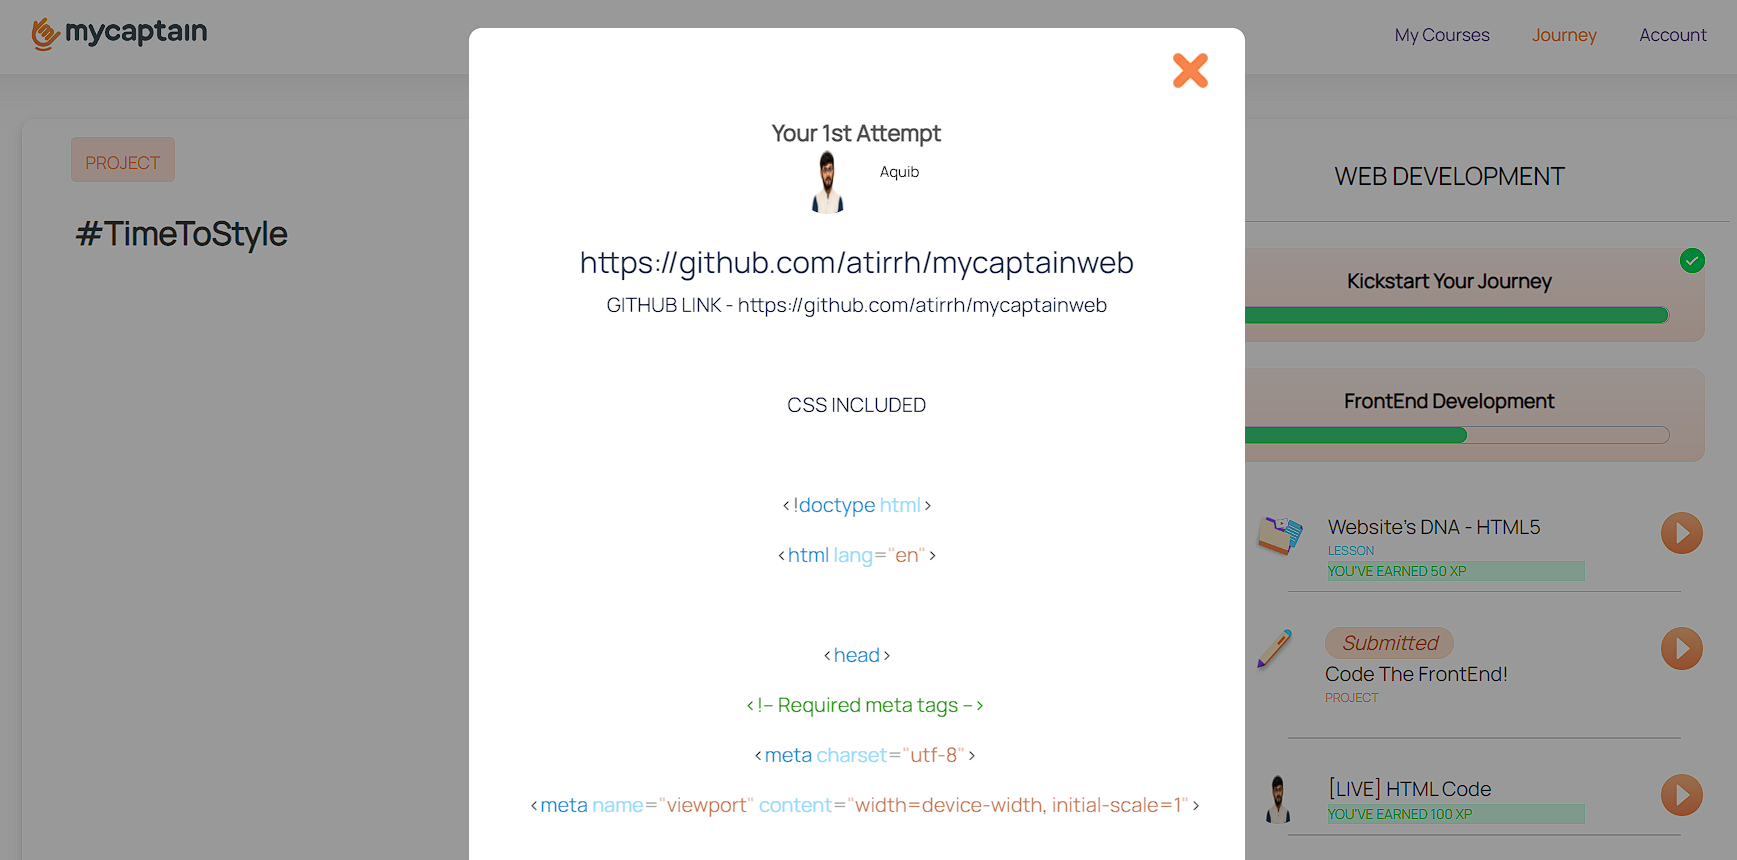 mycaptain
My Courses
Journey
Account
PROJECT
#TimeToStyle
Your 1st Attempt
Aquib
https://github.com/atirrh/mycaptainweb
GITHUB LINK - https://github.com/atirrh/mycaptainweb
CSS INCLUDED
<!doctype html>
<html lang="en">
<head>
<!– Required meta tags –>
<meta charset="utf-8">
<meta name="viewport" content="width=device-width, initial-scale=1">
WEB DEVELOPMENT
Kickstart Your Journey
FrontEnd Development
Website's DNA - HTML5
LESSON
YOU'VE EARNED 50 XP
Submitted
Code The FrontEnd!
PROJECT
[LIVE] HTML Code
YOU'VE EARNED 100 XP